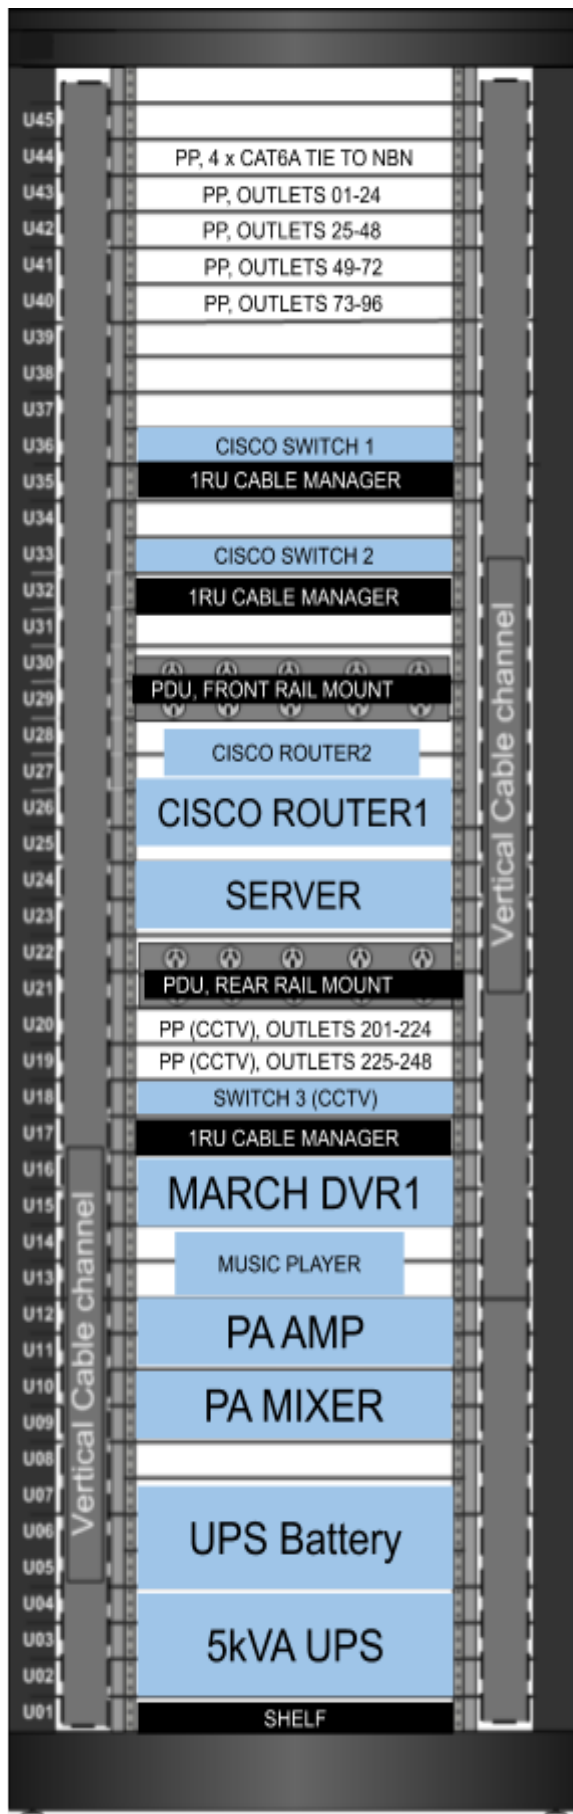 U45
U44 PP, 4 x CAT6A TIE TO NBN
U43 PP, OUTLETS 01-24
U42 PP, OUTLETS 25-48
U41 PP, OUTLETS 49-72
U40 PP, OUTLETS 73-96
U39
U38
U37
U36 CISCO SWITCH 1
U35 1RU CABLE MANAGER
U34
U33 CISCO SWITCH 2
U32 1RU CABLE MANAGER
U31
U30
U29 PDU, FRONT RAIL MOUNT
U28
CISCO ROUTER2
U27
U26 CISCO ROUTER1
U25
U24
SERVER
U23
Vertical Cable channel
U22
U21 PDU, REAR RAIL MOUNT
U20 PP (CCTV), OUTLETS 201-224
U19 PP (CCTV), OUTLETS 225-248
U18 SWITCH 3 (CCTV)
U17 1RU CABLE MANAGER
U16
MARCH DVR1
U15
U14
MUSIC PLAYER
U13
U12
PA AMP
U11
U10
PA MIXER
U09
U08
Vertical Cable channel
U07
U06 UPS Battery
U05
U04
U03 5kVA UPS
U02
U01 SHELF